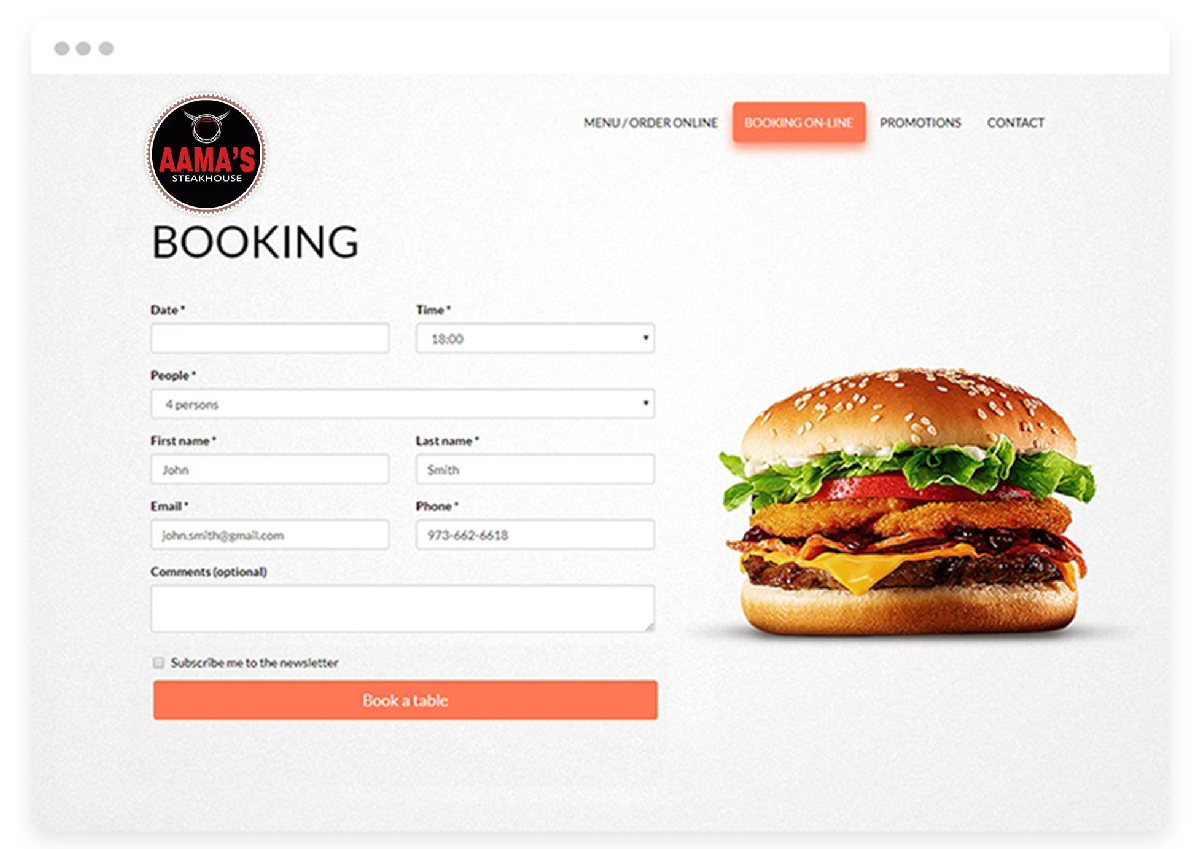 AAMA'S
STEAKHOUSE
MENU / ORDER ONLINE BOOKING ON-LINE PROMOTIONS CONTACT
BOOKING
Date * Time *
18:00
People *
4 persons
First name * Last name *
John Smith
Email * Phone *
john.smith@gmail.com 973-662-6618
Comments (optional)
Subscribe me to the newsletter
Book a table